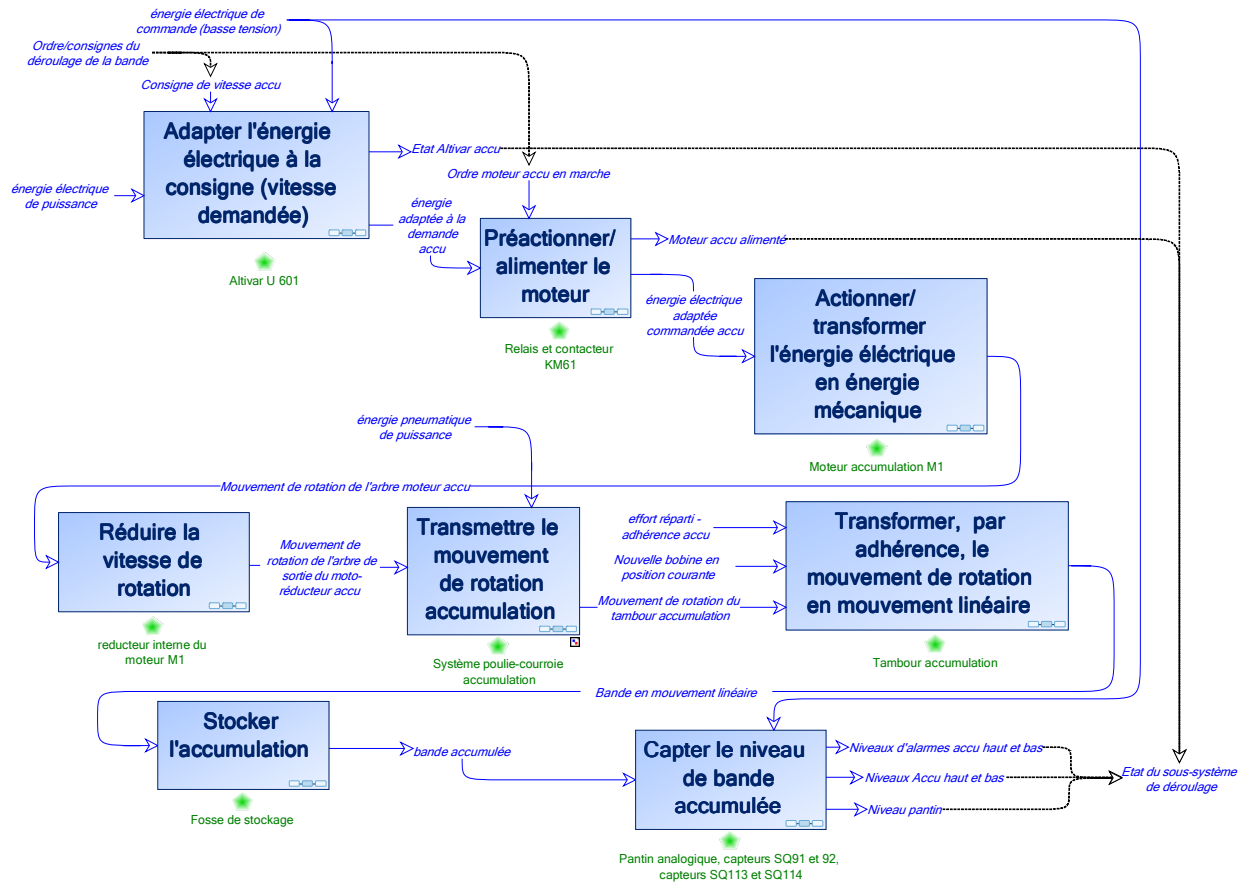 énergie électrique de
commande (basse tension)
Ordre/consignes du
déroulage de la bande
Consigne de vitesse accu
Adapter l'énergie
électrique à la
consigne (vitesse
demandée)
Etat Altivar accu
énergie électrique
de puissance
Ordre moteur accu en marche
énergie
adaptée à la
demande
accu
Altivar U 601
Préactionner/
alimenter le
moteur
Moteur accu alimenté
énergie électrique
adaptée
commandée accu
Relais et contacteur
KM61
Actionner/
transformer
l'énergie éléctrique
en énergie
mécanique
Moteur accumulation M1
énergie pneumatique
de puissance
Mouvement de rotation de l'arbre moteur accu
Réduire la
vitesse de
rotation
reducteur interne du
moteur M1
Mouvement de
rotation de l'arbre de
sortie du moto-
réducteur accu
Transmettre le
mouvement
de rotation
accumulation
Système poulie-courroie
accumulation
effort réparti -
adhérence accu
Nouvelle bobine en
position courante
Mouvement de rotation du
tambour accumulation
Transformer, par
adhérence, le
mouvement de rotation
en mouvement linéaire
Tambour accumulation
Bande en mouvement linéaire
Stocker
l'accumulation
Fosse de stockage
bande accumulée
Capter le niveau
de bande
accumulée
Pantin analogique, capteurs SQ91 et 92,
capteurs SQ113 et SQ114
Niveaux d'alarmes accu haut et bas
Niveaux Accu haut et bas
Niveau pantin
Etat du sous-système
de déroulage